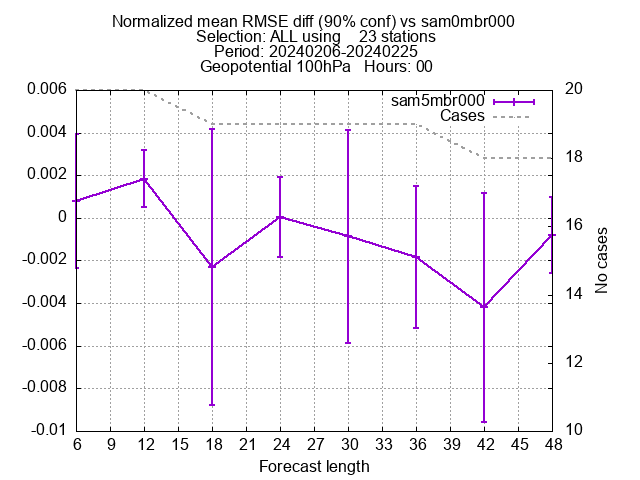 Normalized mean RMSE diff (90% conf) vs sam0mbr000
Selection: ALL using    23 stations
Period: 20240206-20240225
Geopotential 100hPa   Hours: 00
sam5mbr000
Cases
0.006
0.004
0.002
0
-0.002
-0.004
-0.006
-0.008
-0.01
20
18
16
14
12
10
No cases
6 9 12 15 18 21 24 27 30 33 36 39 42 45 48
Forecast length